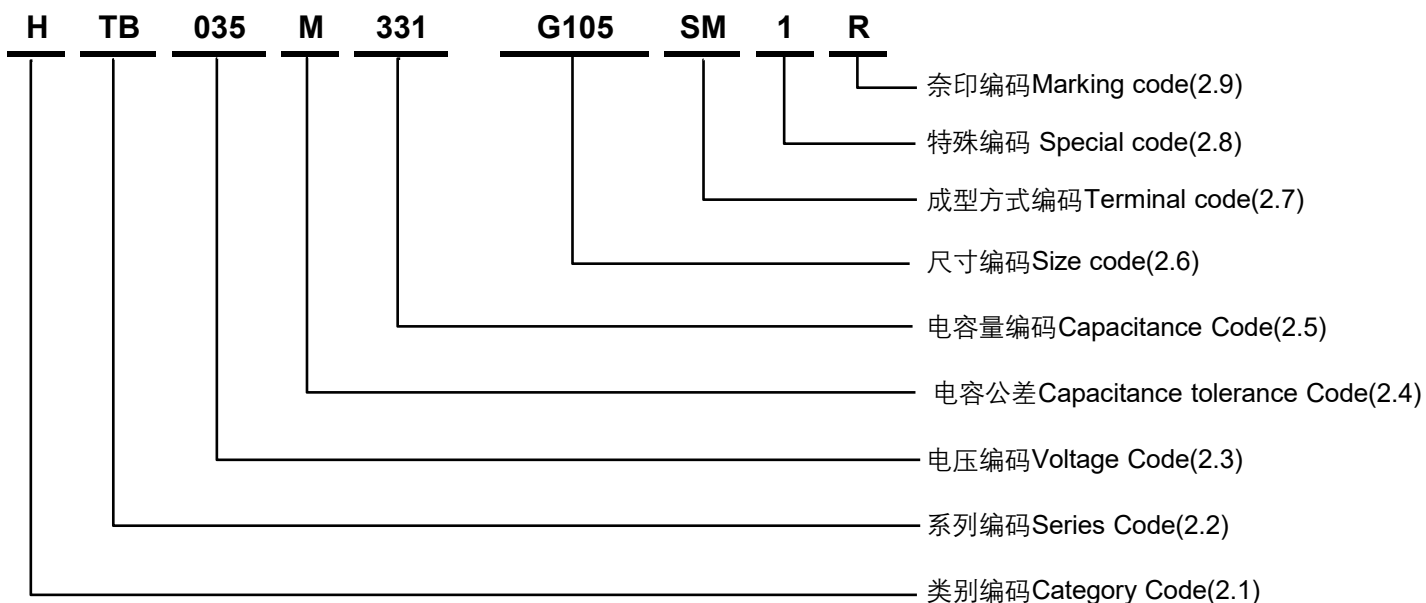 H TB 035 M 331 G105 SM 1 R
奈印编码Marking code(2.9)
特殊编码 Special code(2.8)
成型方式编码Terminal code(2.7)
尺寸编码Size code(2.6)
电容量编码Capacitance Code(2.5)
电容公差Capacitance tolerance Code(2.4)
电压编码Voltage Code(2.3)
系列编码Series Code(2.2)
类别编码Category Code(2.1)